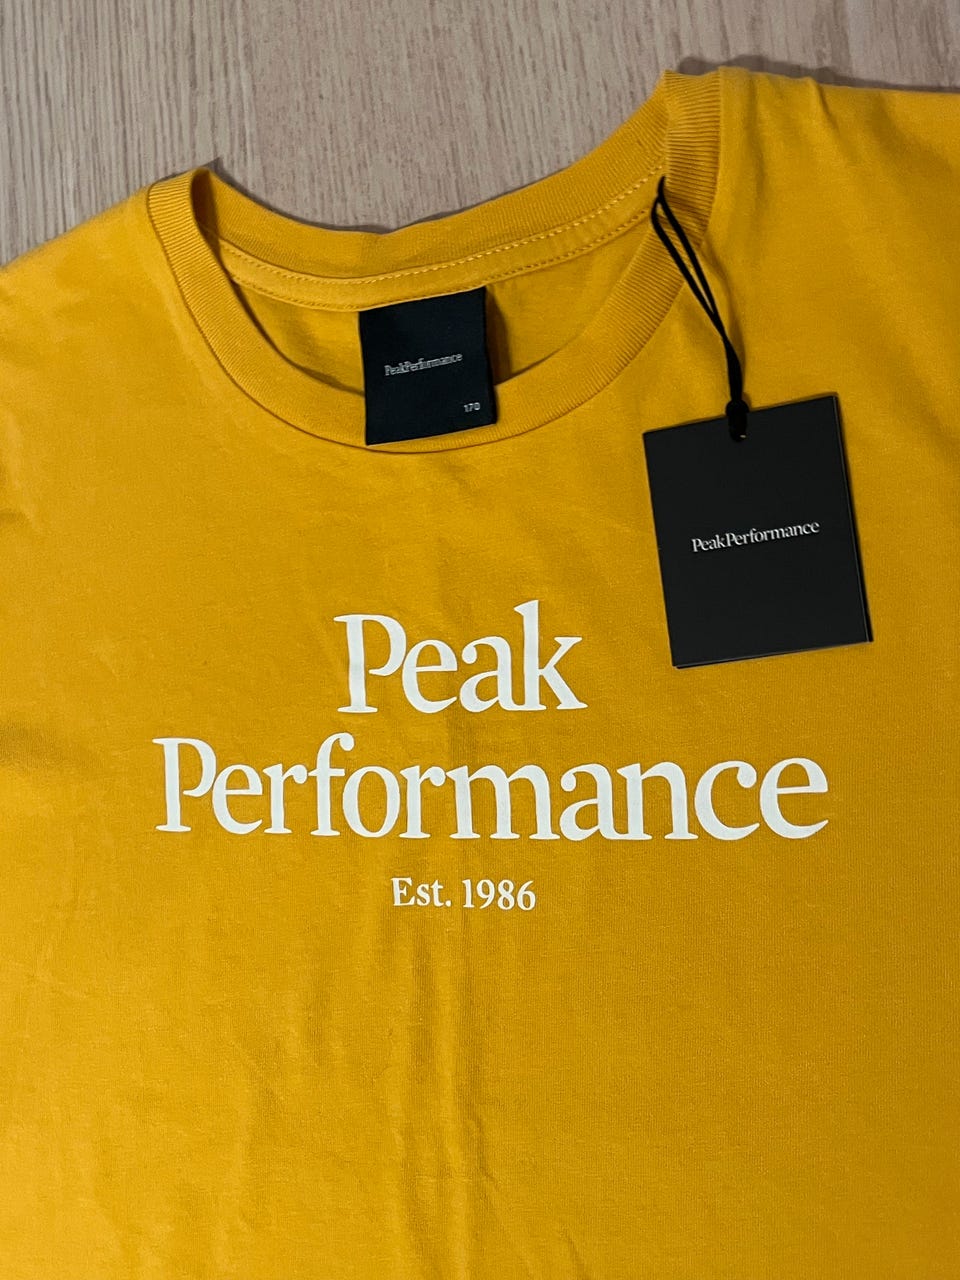 PeakPerformance
170
PeakPerformance
Peak
Performance
Est. 1986